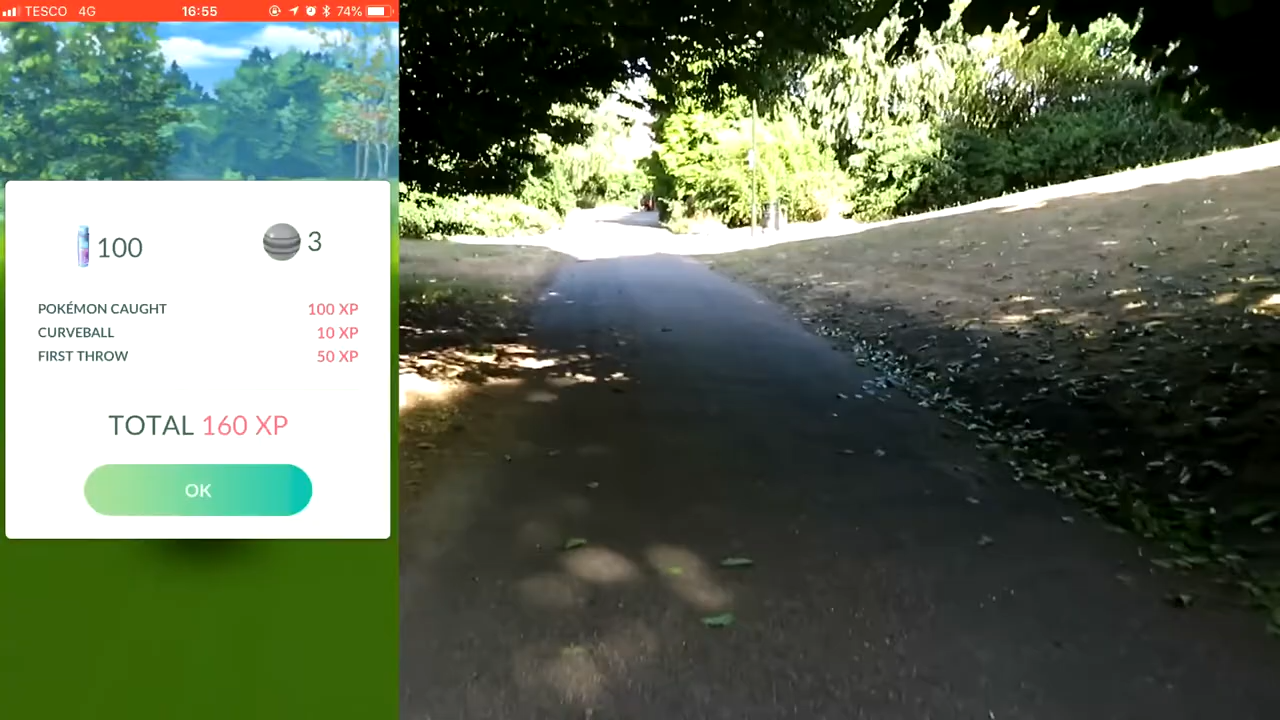 TESCO 4G 16:55 74%
100 3
POKÉMON CAUGHT 100 XP
CURVEBALL 10 XP
FIRST THROW 50 XP
TOTAL 160 XP
OK